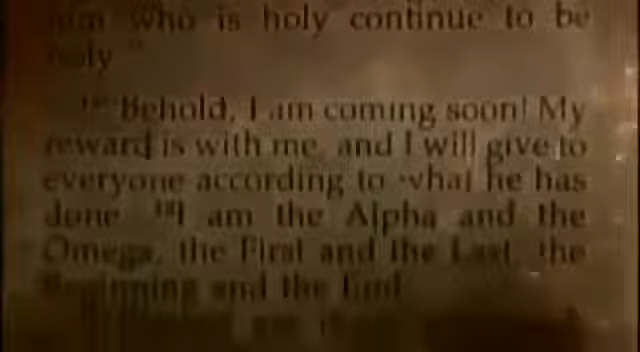 him who is holy continue to be
holy."
"Behold, I am coming soon! My
reward is with me, and I will give to
everyone according to what he has
done. 13I am the Alpha and the
Omega, the First and the Last, the
Beginning and the End.